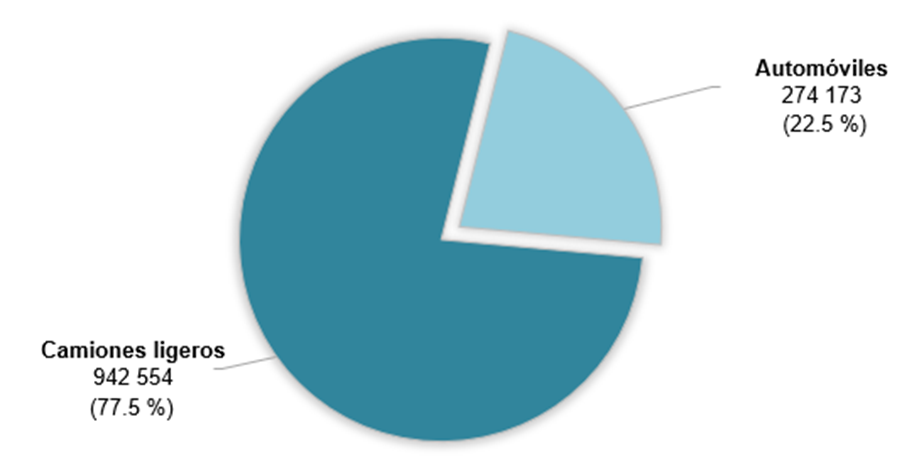 Automóviles
274 173
(22.5 %)
Camiones ligeros
942 554
(77.5 %)